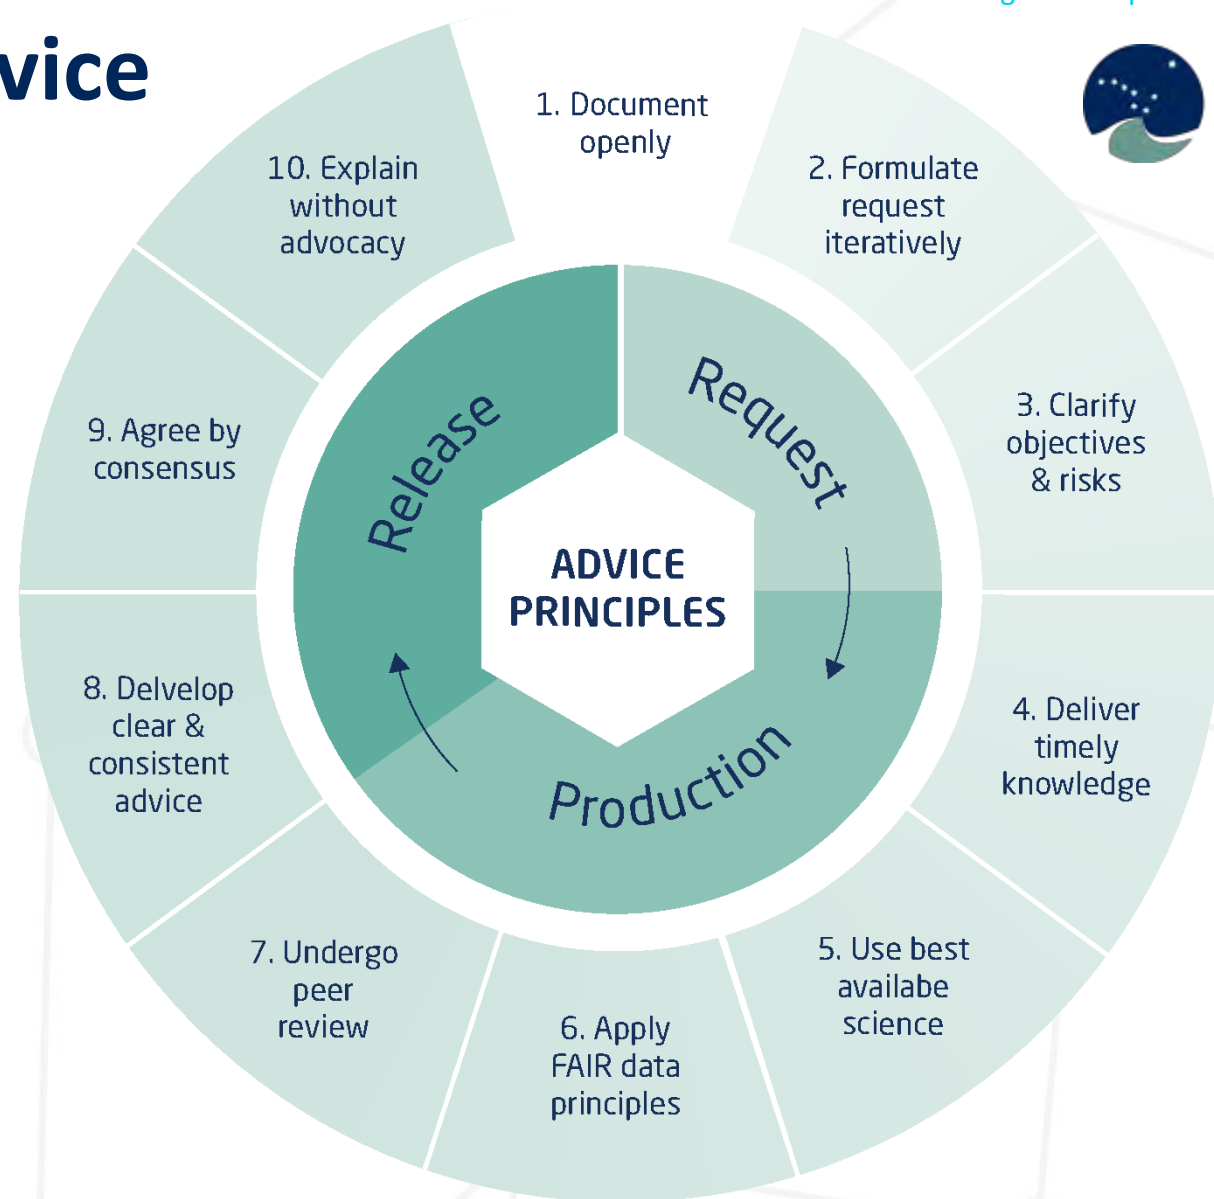 vice
1. Document
openly
2. Formulate
request
iteratively
3. Clarify
objectives
& risks
4. Deliver
timely
knowledge
5. Use best
availabe
science
6. Apply
FAIR data
principles
7. Undergo
peer
review
8. Delvelop
clear &
consistent
advice
9. Agree by
consensus
10. Explain
without
advocacy
Request
Production
Release
ADVICE
PRINCIPLES